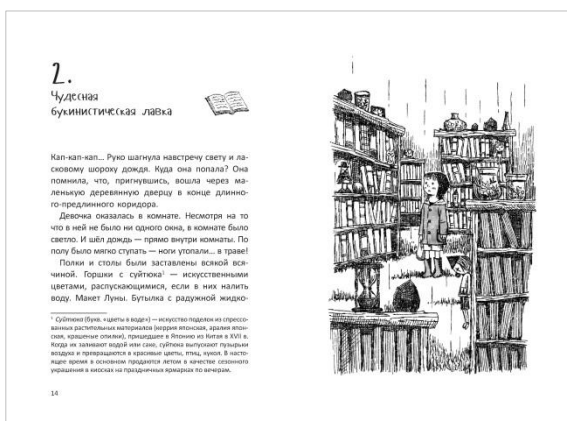 2.
Чудесная
букинистическая лавка
Кап-кап-кап... Руко шагнула навстречу свету и ла-
сковому шороху дождя. Куда она попала? Она
помнила, что, пригнувшись, вошла через ма-
ленькую деревянную дверцу в конце длинно-
го-предлинного коридора.
Девочка оказалась в комнате. Несмотря на то
что в ней не было ни одного окна, в комнате было
светло. И шёл дождь — прямо внутри комнаты. По
полу было мягко ступать — ноги утопали... в траве!
Полки и столы были заставлены всякой вся-
чиной. Горшки с суйтюка¹ — искусственными
цветами, распускающимися, если в них налить
воду. Макет Луны. Бутылка с радужной жидко-
¹ Суйтюка (букв. «цветы в воде») — искусство поделок из спрессо-
ванных растительных материалов (керрия японская, аралия япон-
ская, крашеные опилки), пришедшее в Японию из Китая в XVII в.
Когда их заливают водой или саке, суйтюка выпускают пузырьки
воздуха и превращаются в красивые цветы, птиц, кукол. В насто-
ящее время в основном продаются летом в качестве сезонного
украшения в киосках на праздничных ярмарках по вечерам.
14